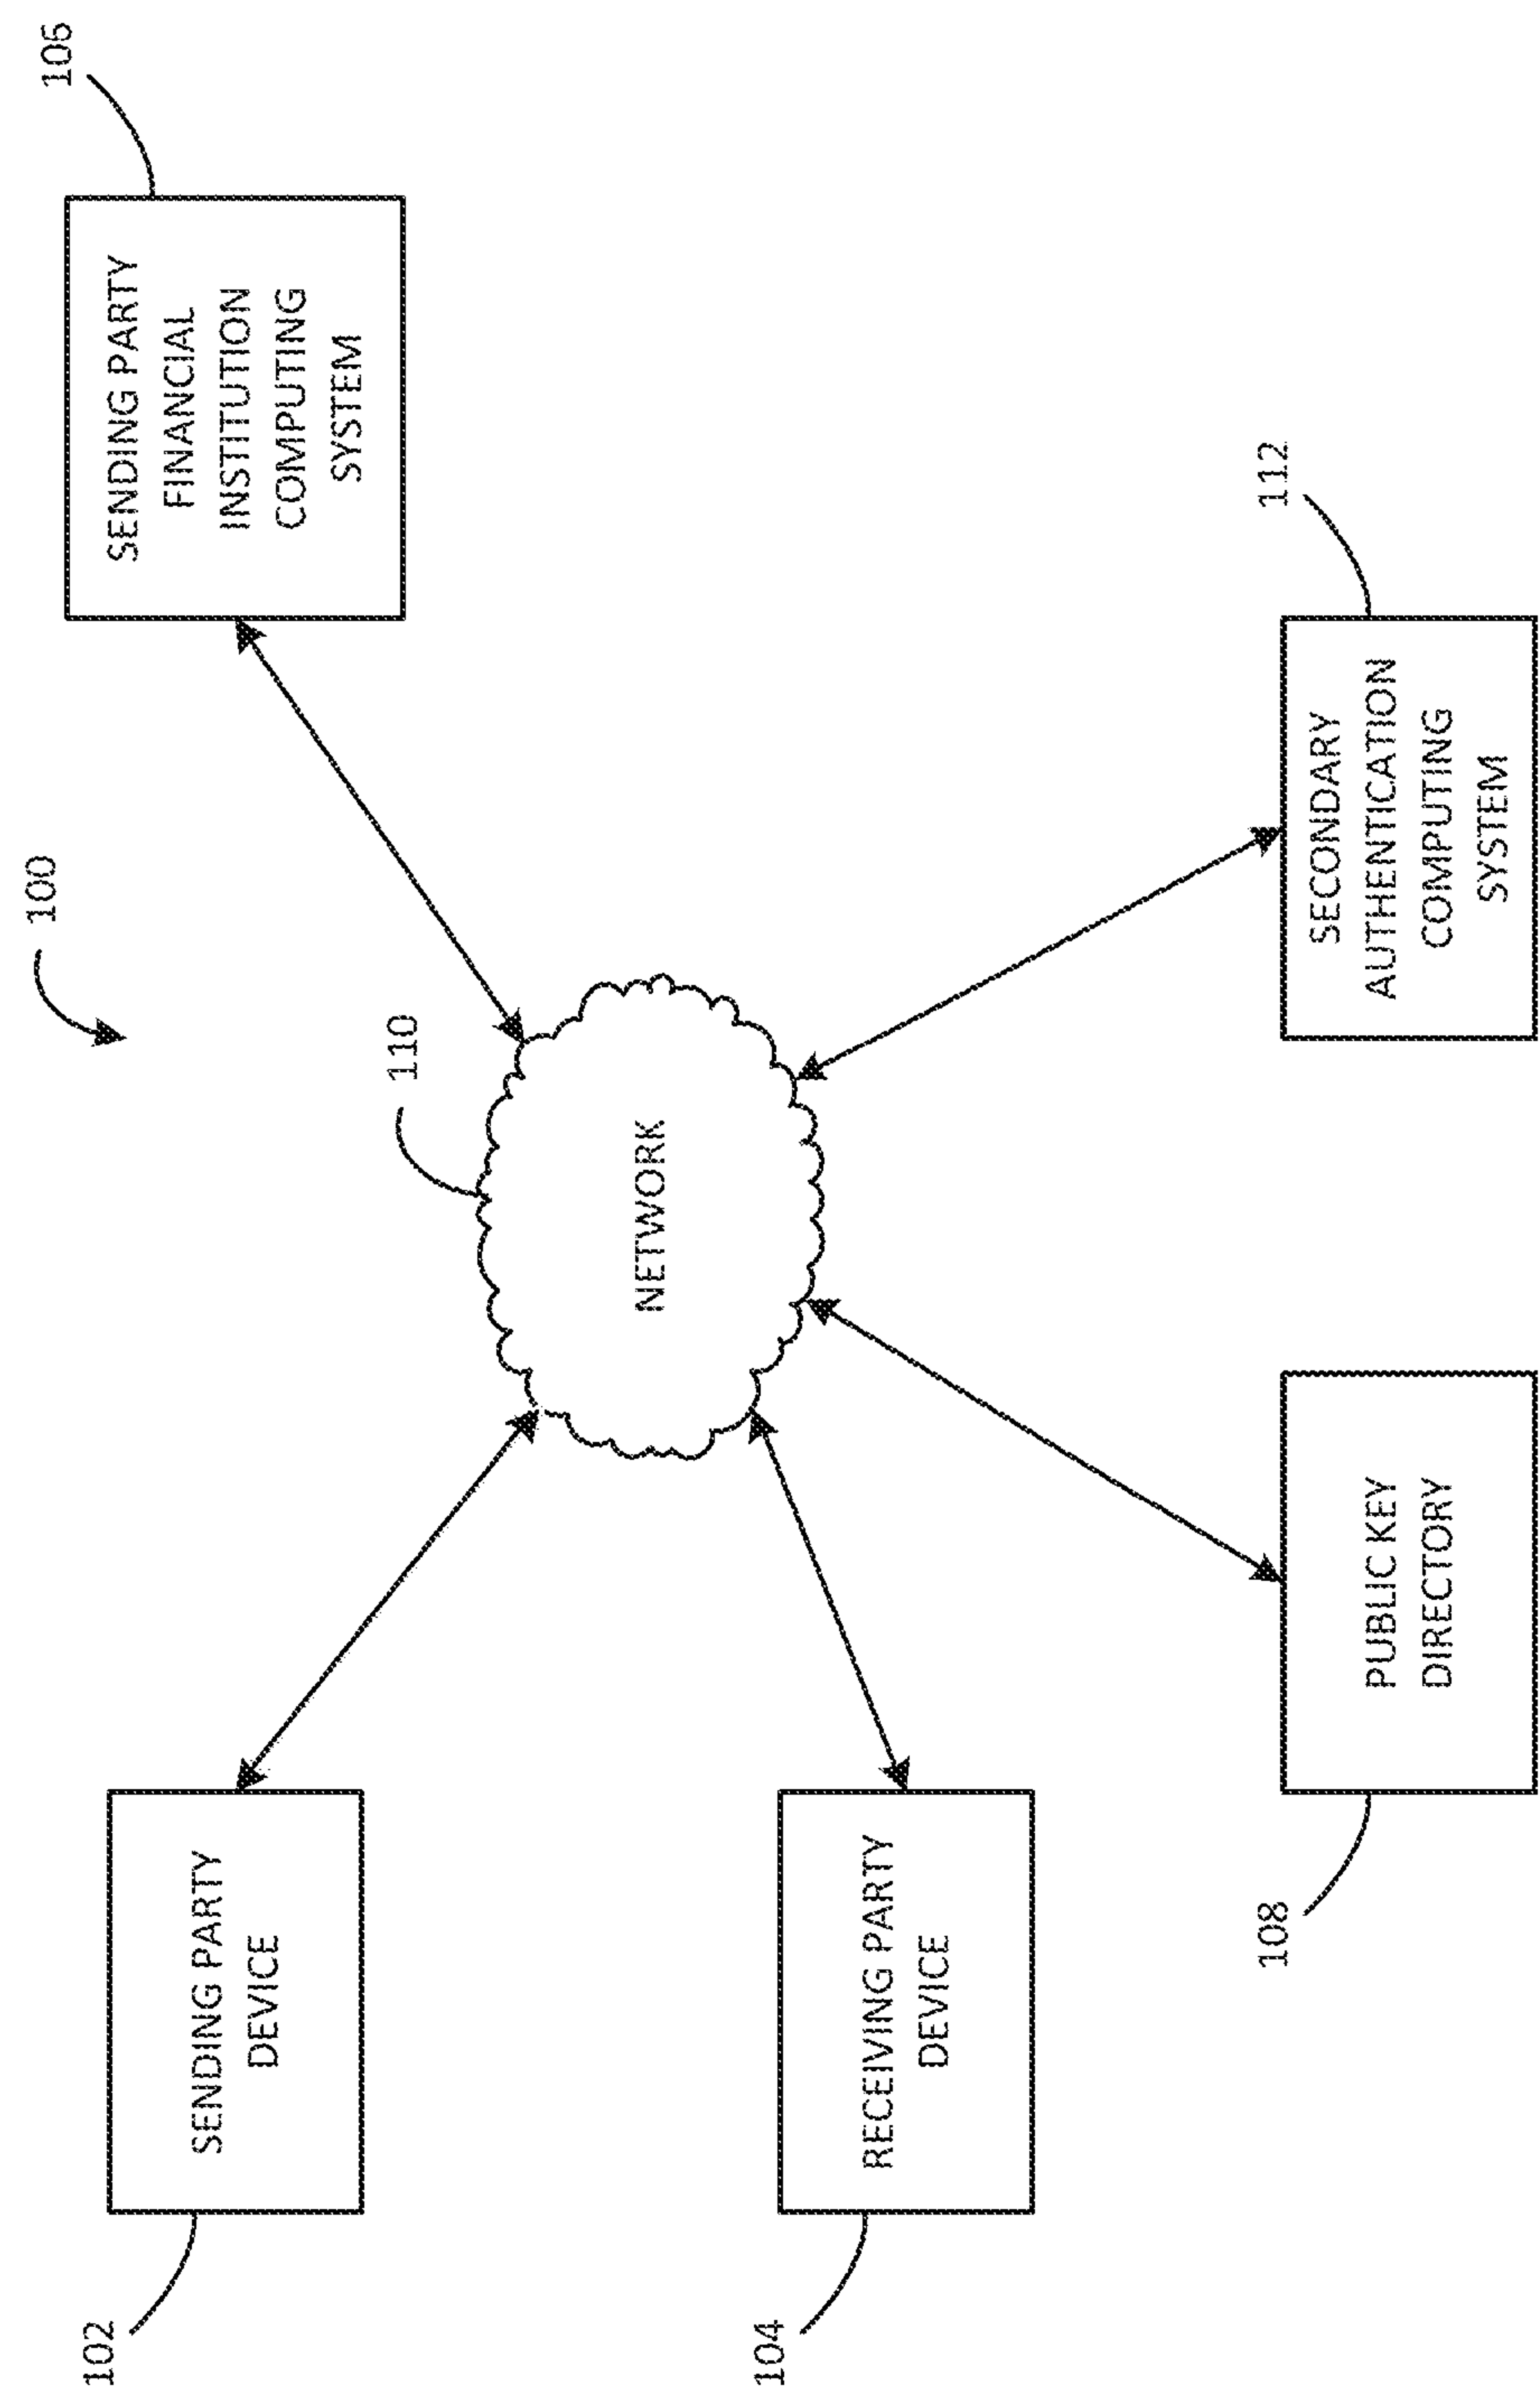 100
106
SENDING PARTY
FINANCIAL
INSTITUTION
COMPUTING
SYSTEM
102
SENDING PARTY
DEVICE
110
NETWORK
104
RECEIVING PARTY
DEVICE
108
PUBLIC KEY
DIRECTORY
112
SECONDARY
AUTHENTICATION
COMPUTING
SYSTEM